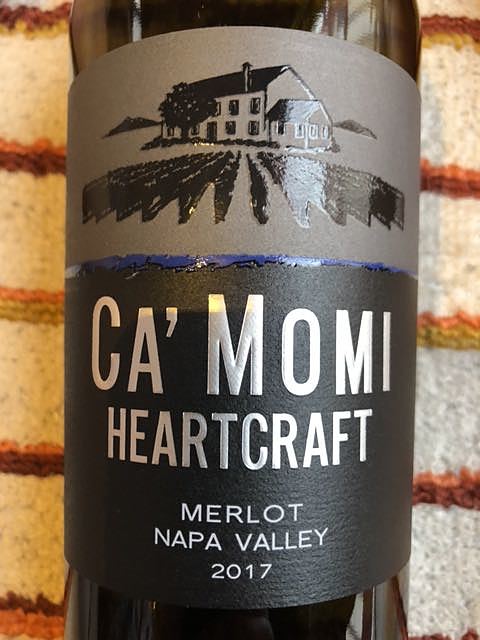 CA' MOMI
HEARTCRAFT
MERLOT
NAPA VALLEY
2017